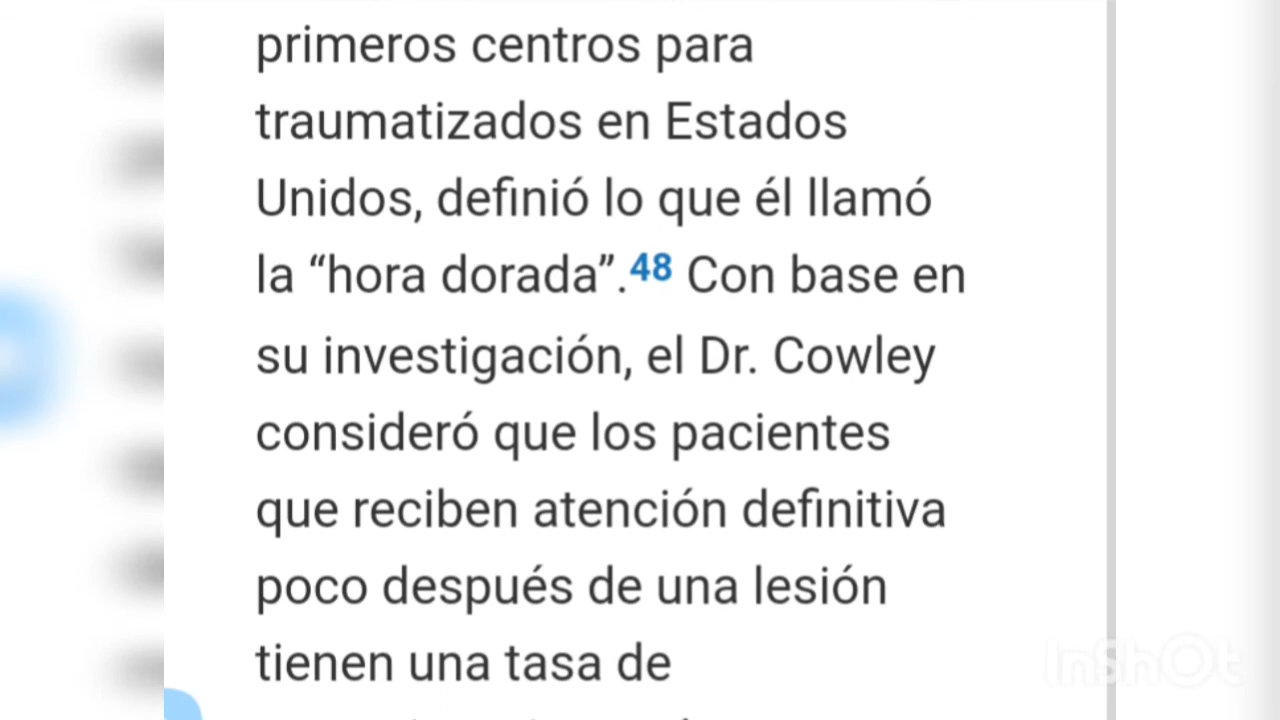 primeros centros para
traumatizados en Estados
Unidos, definió lo que él llamó
la “hora dorada”.48 Con base en
su investigación, el Dr. Cowley
consideró que los pacientes
que reciben atención definitiva
poco después de una lesión
tienen una tasa de
InShOt